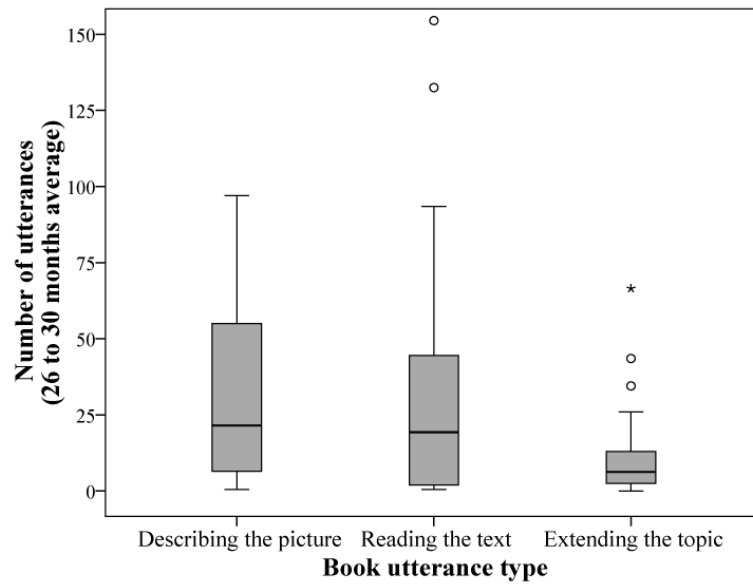 150
125
100
75
50
25
0
Number of utterances
(26 to 30 months average)
Describing the picture
Reading the text
Extending the topic
Book utterance type